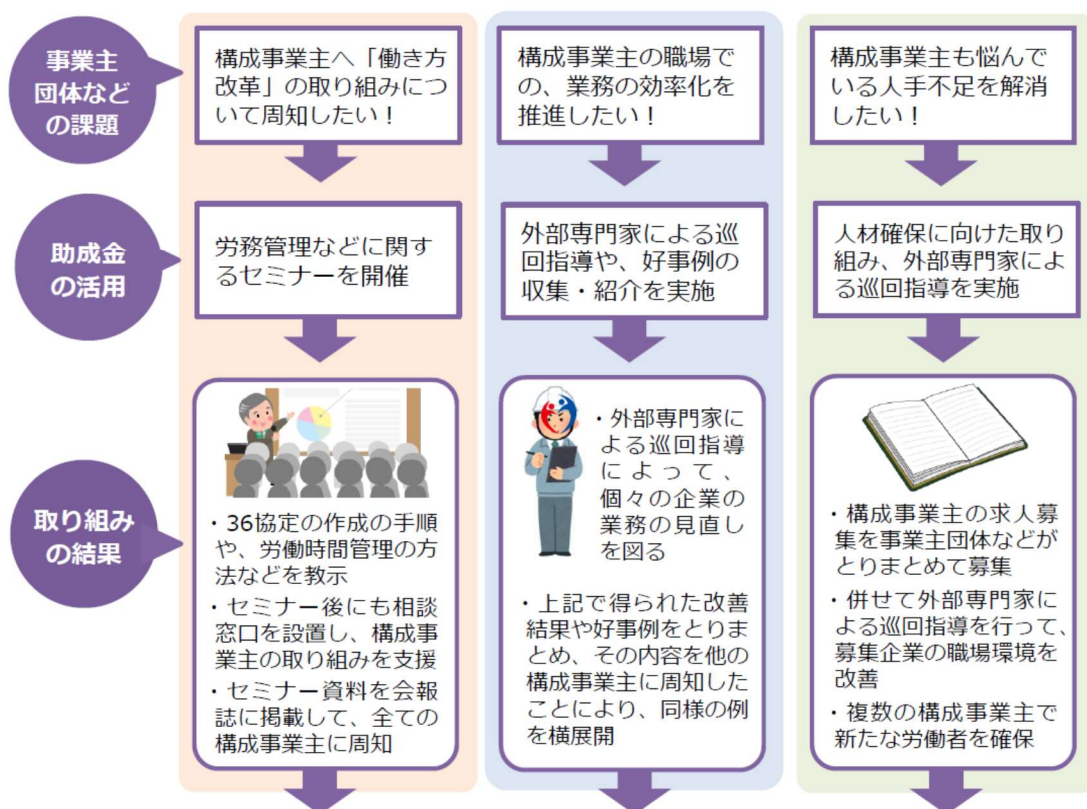 事業主
団体など
の課題
構成事業主へ「働き方
改革」の取り組みにつ
いて周知したい！
構成事業主の職場で
の、業務の効率化を
推進したい！
構成事業主も悩んで
いる人手不足を解消
したい！
助成金
の活用
労務管理などに関す
るセミナーを開催
外部専門家による巡
回指導や、好事例の
収集・紹介を実施
人材確保に向けた取り
組み、外部専門家によ
る巡回指導を実施
取り組み
の結果
・36協定の作成の手順
や、労働時間管理の方
法などを教示
・セミナー後にも相談
窓口を設置し、構成事
業主の取り組みを支援
・セミナー資料を会報
誌に掲載して、全ての
構成事業主に周知
・外部専門家
による巡回指導
によって、
個々の企業の
業務の見直し
を図る
・上記で得られた改善
結果や好事例をとりま
とめ、その内容を他の
構成事業主に周知した
ことにより、同様の例
を横展開
・構成事業主の求人募
集を事業主団体などが
とりまとめて募集
・併せて外部専門家に
よる巡回指導を行って、
募集企業の職場環境を
改善
・複数の構成事業主で
新たな労働者を確保